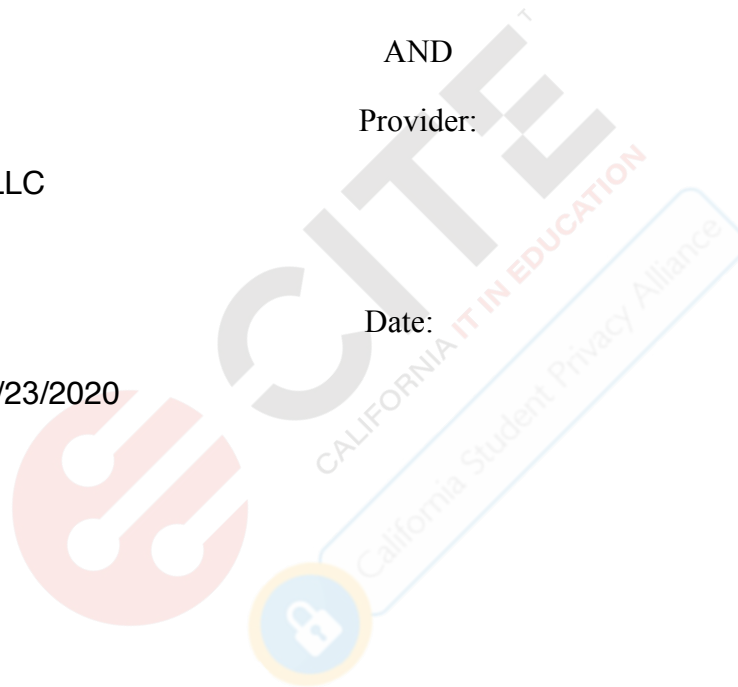 AND
Provider:
LLC
Date:
/23/2020
CITE
CALIFORNIA IT IN EDUCATION
California Student Privacy Alliance